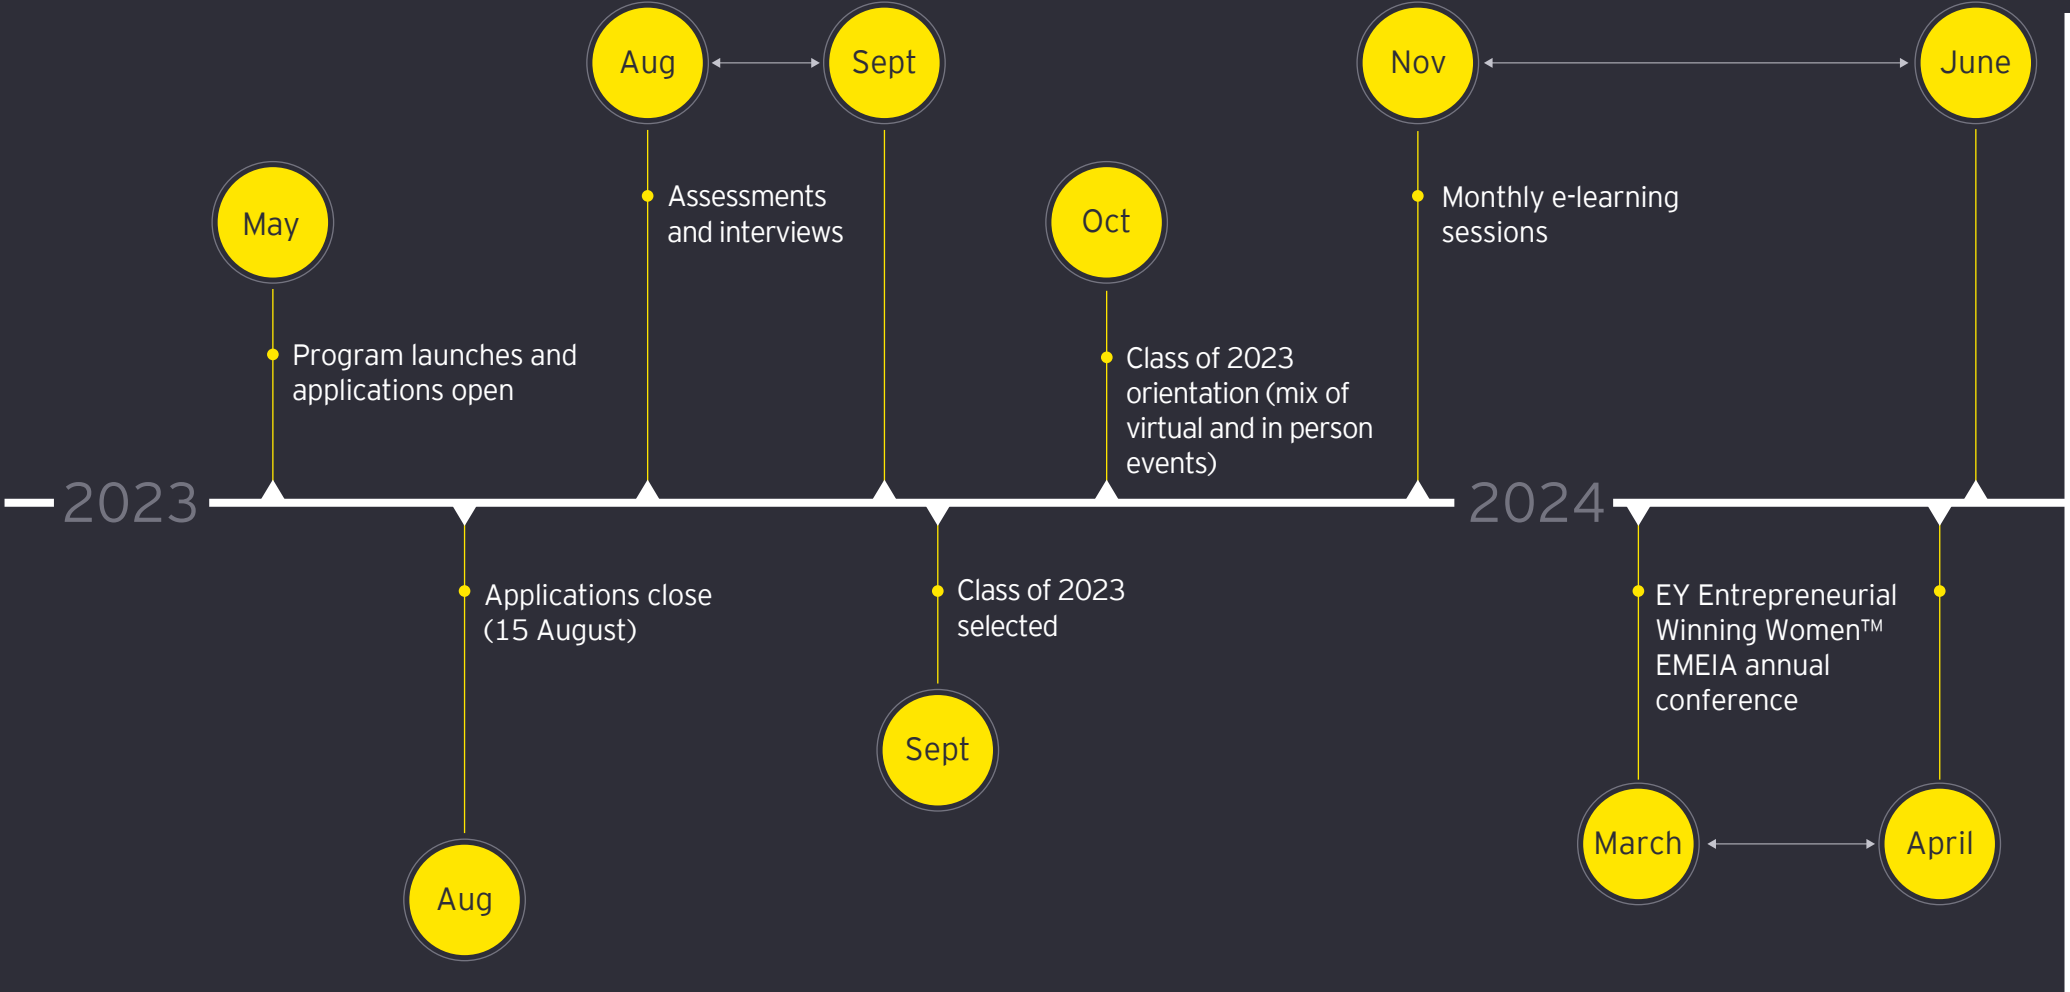 Aug
Sept
Nov
June
May
Oct
Assessments
and interviews
Monthly e-learning
sessions
Program launches and
applications open
Class of 2023
orientation (mix of
virtual and in person
events)
2023
2024
Applications close
(15 August)
Class of 2023
selected
EY Entrepreneurial
Winning Women™
EMEIA annual
conference
Sept
March
April
Aug